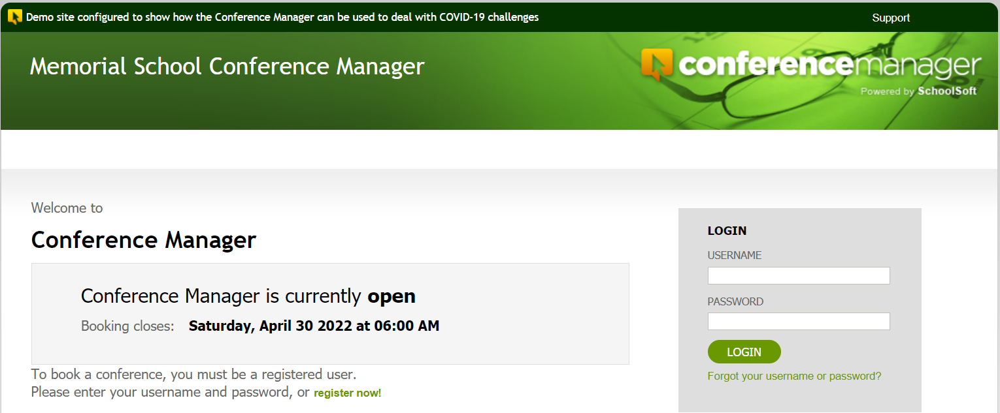 Demo site configured to show how the Conference Manager can be used to deal with COVID-19 challenges
Support
Memorial School Conference Manager
conferencemanager
Powered by SchoolSoft
Welcome to
Conference Manager
Conference Manager is currently open
Booking closes: Saturday, April 30 2022 at 06:00 AM
To book a conference, you must be a registered user.
Please enter your username and password, or register now!
LOGIN
USERNAME
PASSWORD
LOGIN
Forgot your username or password?